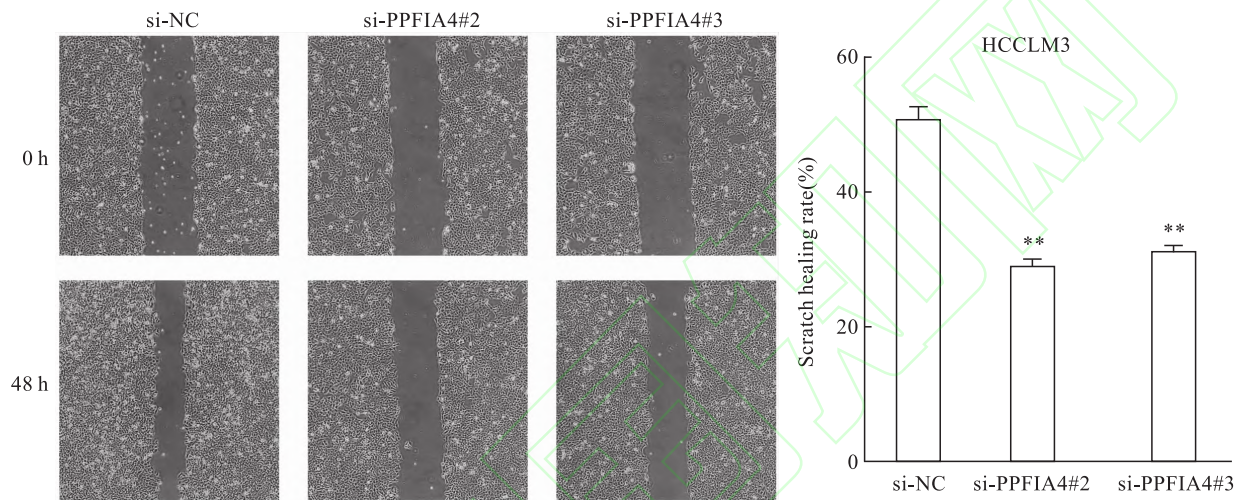 si-NC si-PPFIA4#2 si-PPFIA4#3
0 h
48 h
HCCLM3
Scratch healing rate(%)
60
40
20
0
**
**
si-NC si-PPFIA4#2 si-PPFIA4#3